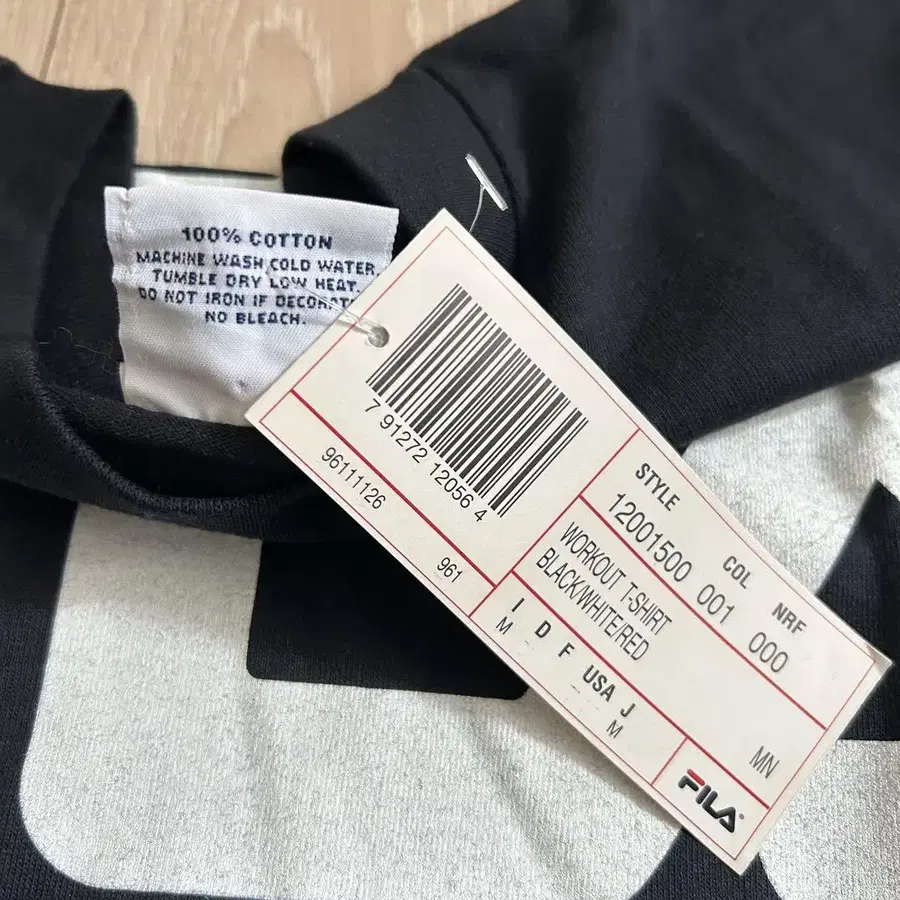 100% COTTON
MACHINE WASH COLD WATER.
TUMBLE DRY LOW HEAT.
DO NOT IRON IF
NO BLEACH.
7 91272 12056 4
96111126
961
STYLE COL NRF
12001500 001 000
WORKOUT T-SHIRT
BLACK/WHITE/RED
MN
I D F USA J
M M
FILA